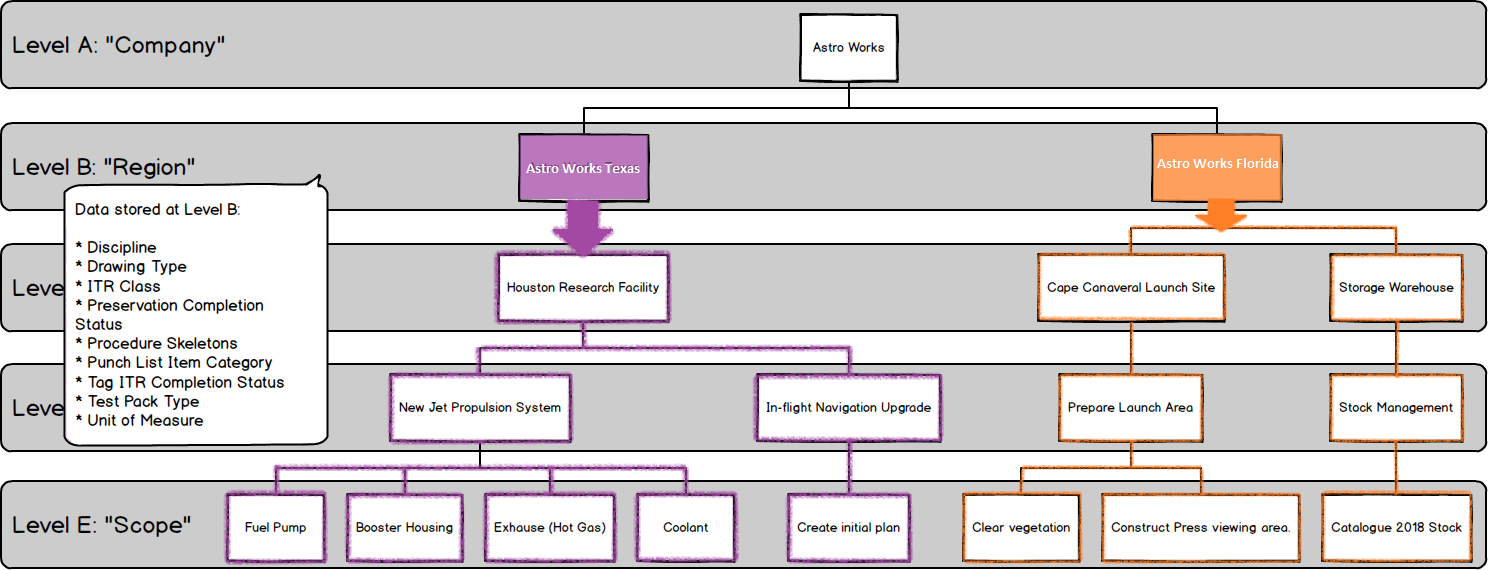 Level A: "Company"
Astro Works
Level B: "Region"
Astro Works Texas
Astro Works Florida
Data stored at Level B:
* Discipline
* Drawing Type
* ITR Class
* Preservation Completion
Status
* Procedure Skeletons
* Punch List Item Category
* Tag ITR Completion Status
* Test Pack Type
* Unit of Measure
Leve
Houston Research Facility
Cape Canaveral Launch Site
Storage Warehouse
Leve
New Jet Propulsion System
In-flight Navigation Upgrade
Prepare Launch Area
Stock Management
Level E: "Scope"
Fuel Pump
Booster Housing
Exhause (Hot Gas)
Coolant
Create initial plan
Clear vegetation
Construct Press viewing area.
Catalogue 2018 Stock